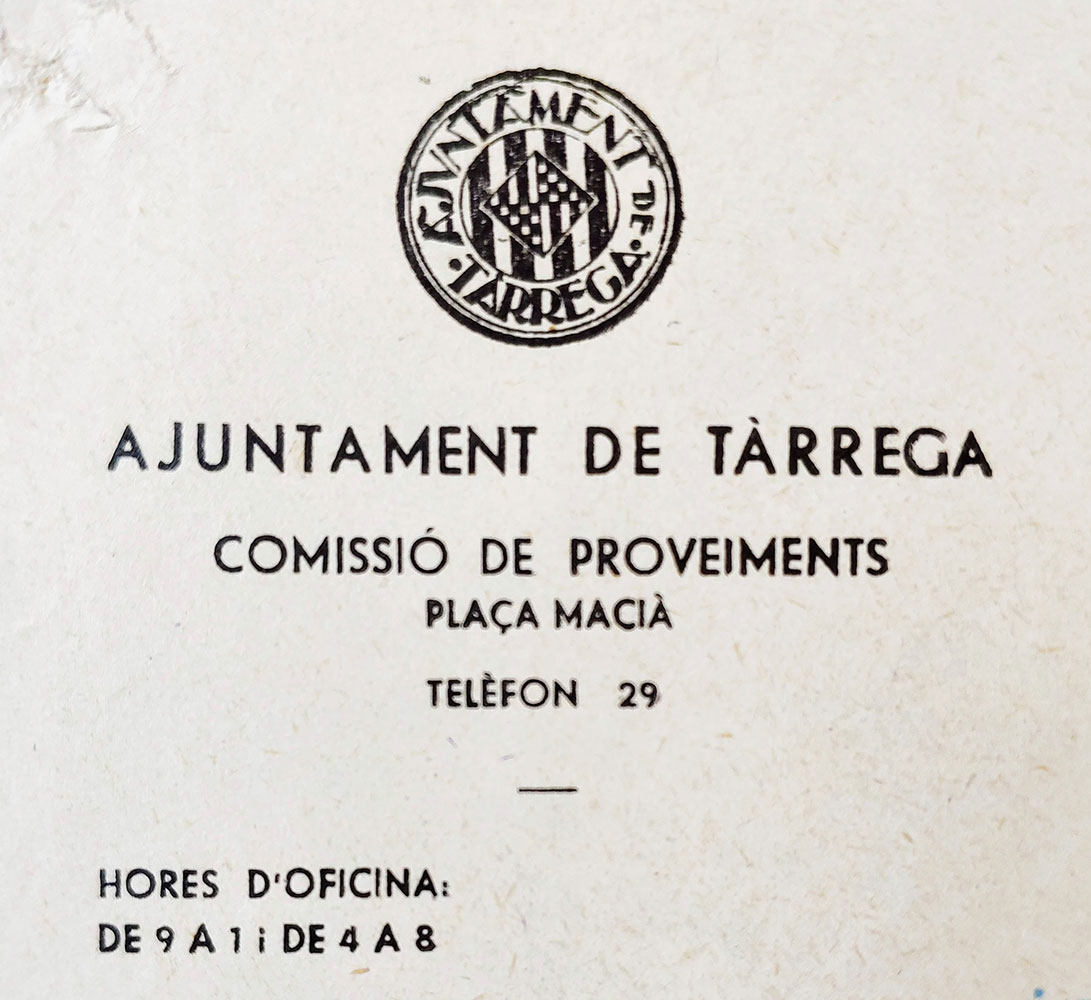 AJUNTAMENT DE
TÀRREGA
AJUNTAMENT DE TÀRREGA
COMISSIÓ DE PROVEIMENTS
PLAÇA MACIÀ
TELÈFON 29
HORES D'OFICINA:
DE 9 A 1 i DE 4 A 8